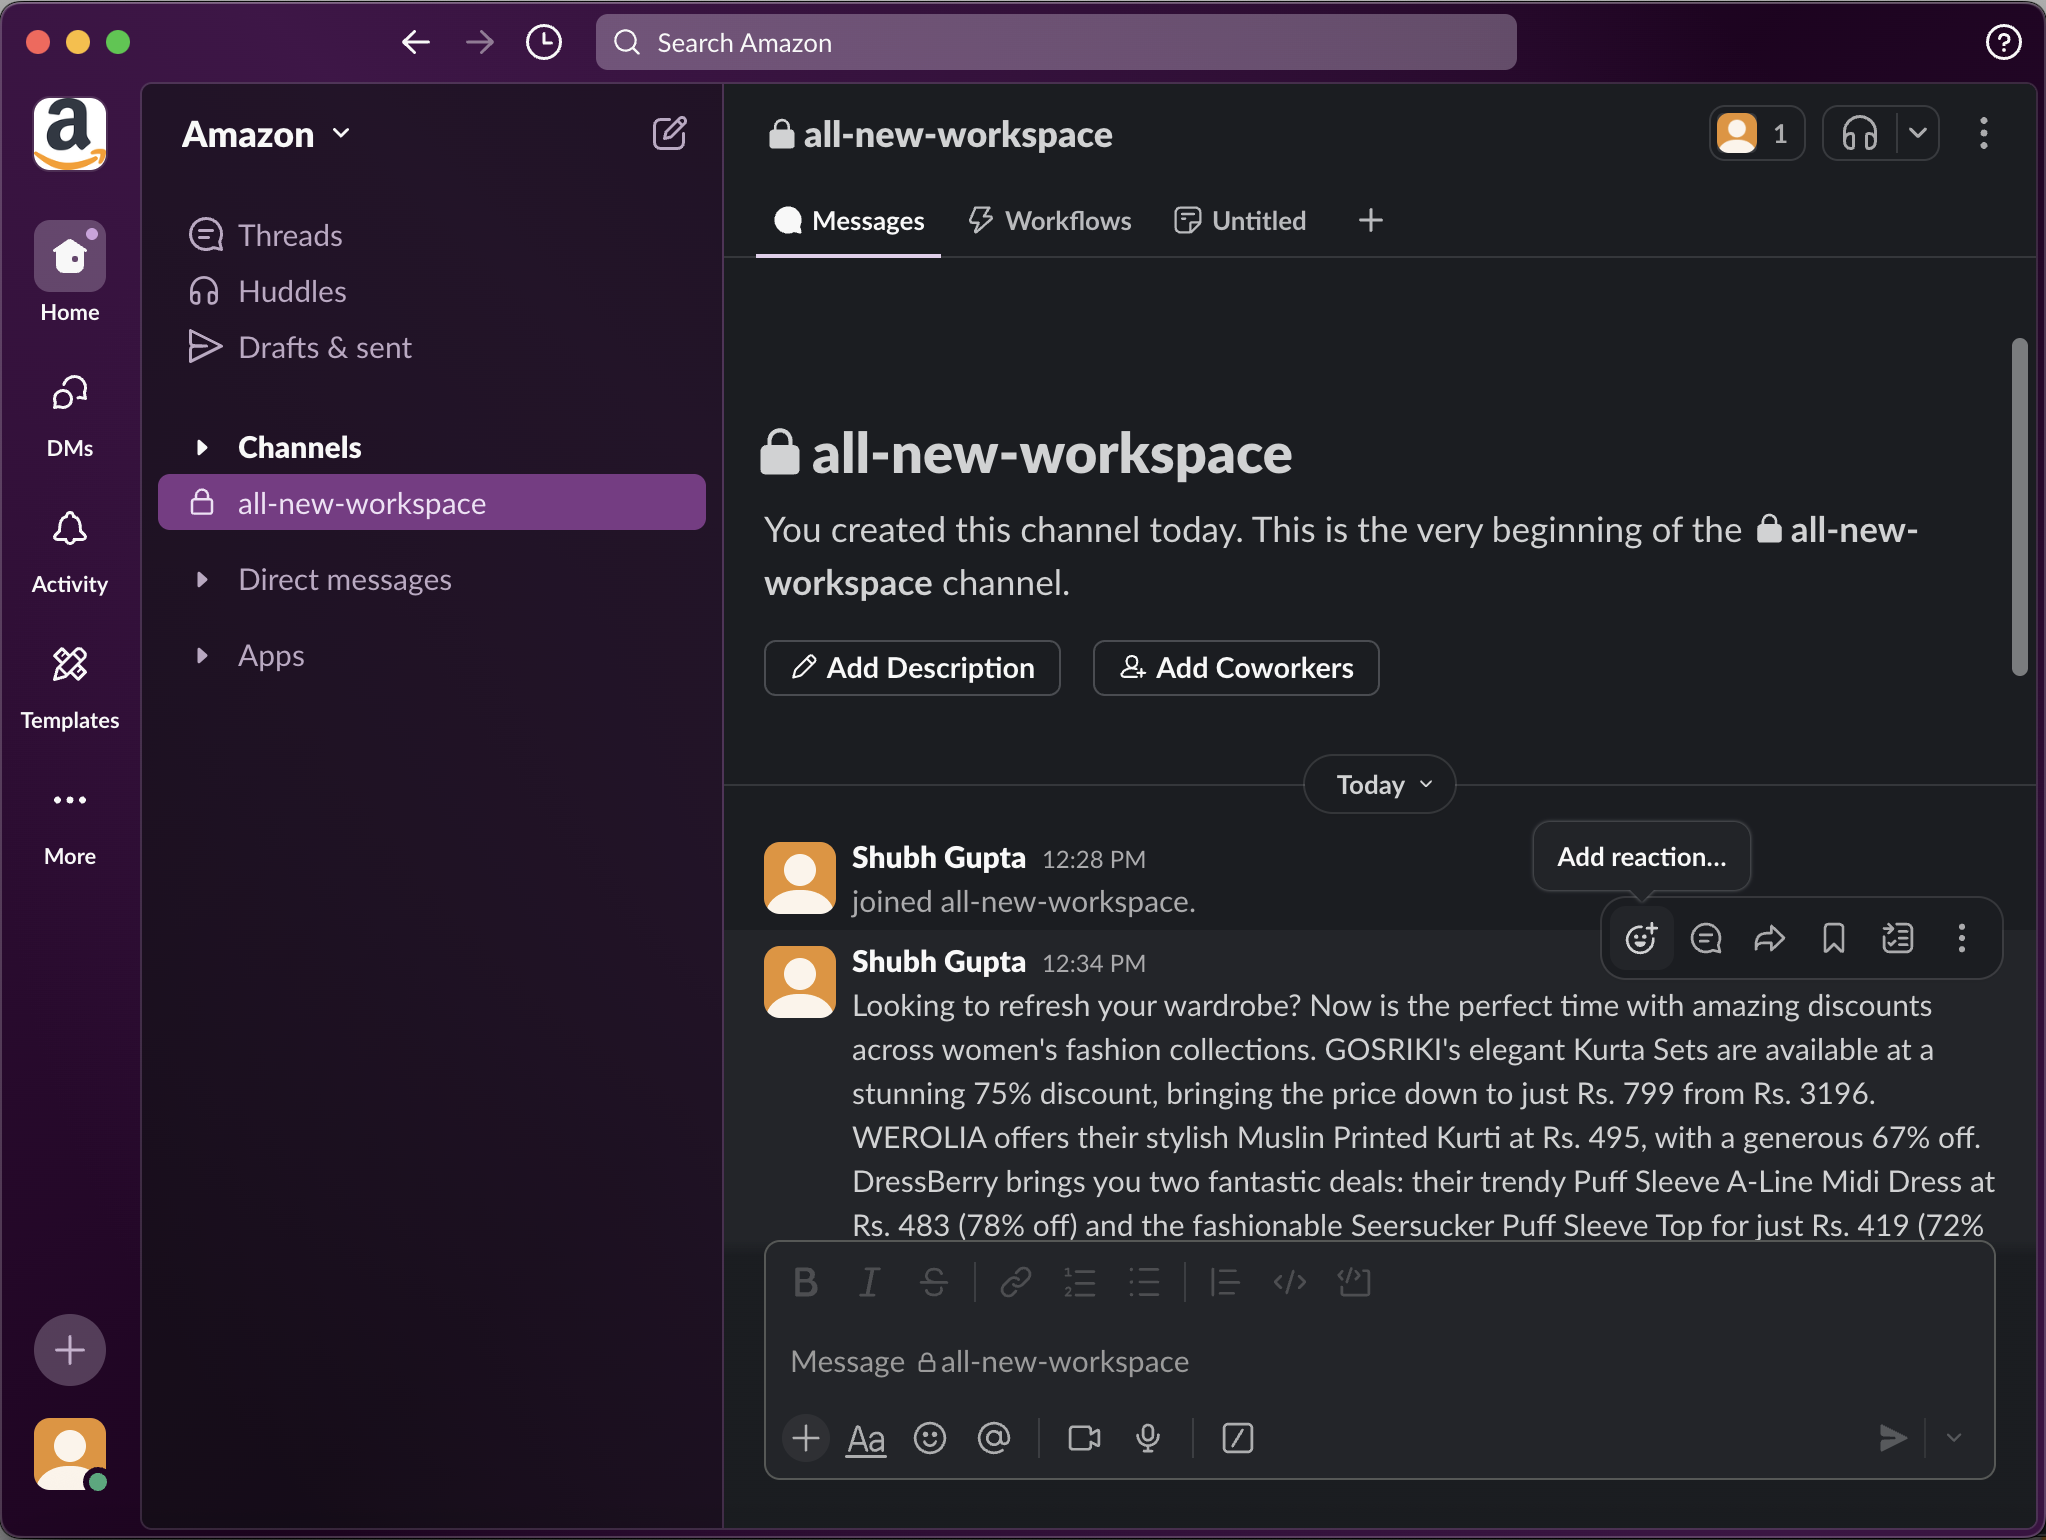 Search Amazon
Amazon
Home
DMs
Activity
Templates
More
Threads
Huddles
Drafts & sent
Channels
all-new-workspace
Direct messages
Apps
all-new-workspace
1
Messages
Workflows
Untitled
all-new-workspace
You created this channel today. This is the very beginning of the all-new-
workspace channel.
Add Description
Add Coworkers
Today
Add reaction...
Shubh Gupta 12:28 PM
joined all-new-workspace.
Shubh Gupta 12:34 PM
Looking to refresh your wardrobe? Now is the perfect time with amazing discounts
across women's fashion collections. GOSRIKI's elegant Kurta Sets are available at a
stunning 75% discount, bringing the price down to just Rs. 799 from Rs. 3196.
WEROLIA offers their stylish Muslin Printed Kurti at Rs. 495, with a generous 67% off.
DressBerry brings you two fantastic deals: their trendy Puff Sleeve A-Line Midi Dress at
Rs. 483 (78% off) and the fashionable Seersucker Puff Sleeve Top for just Rs. 419 (72%
Message all-new-workspace
Aa